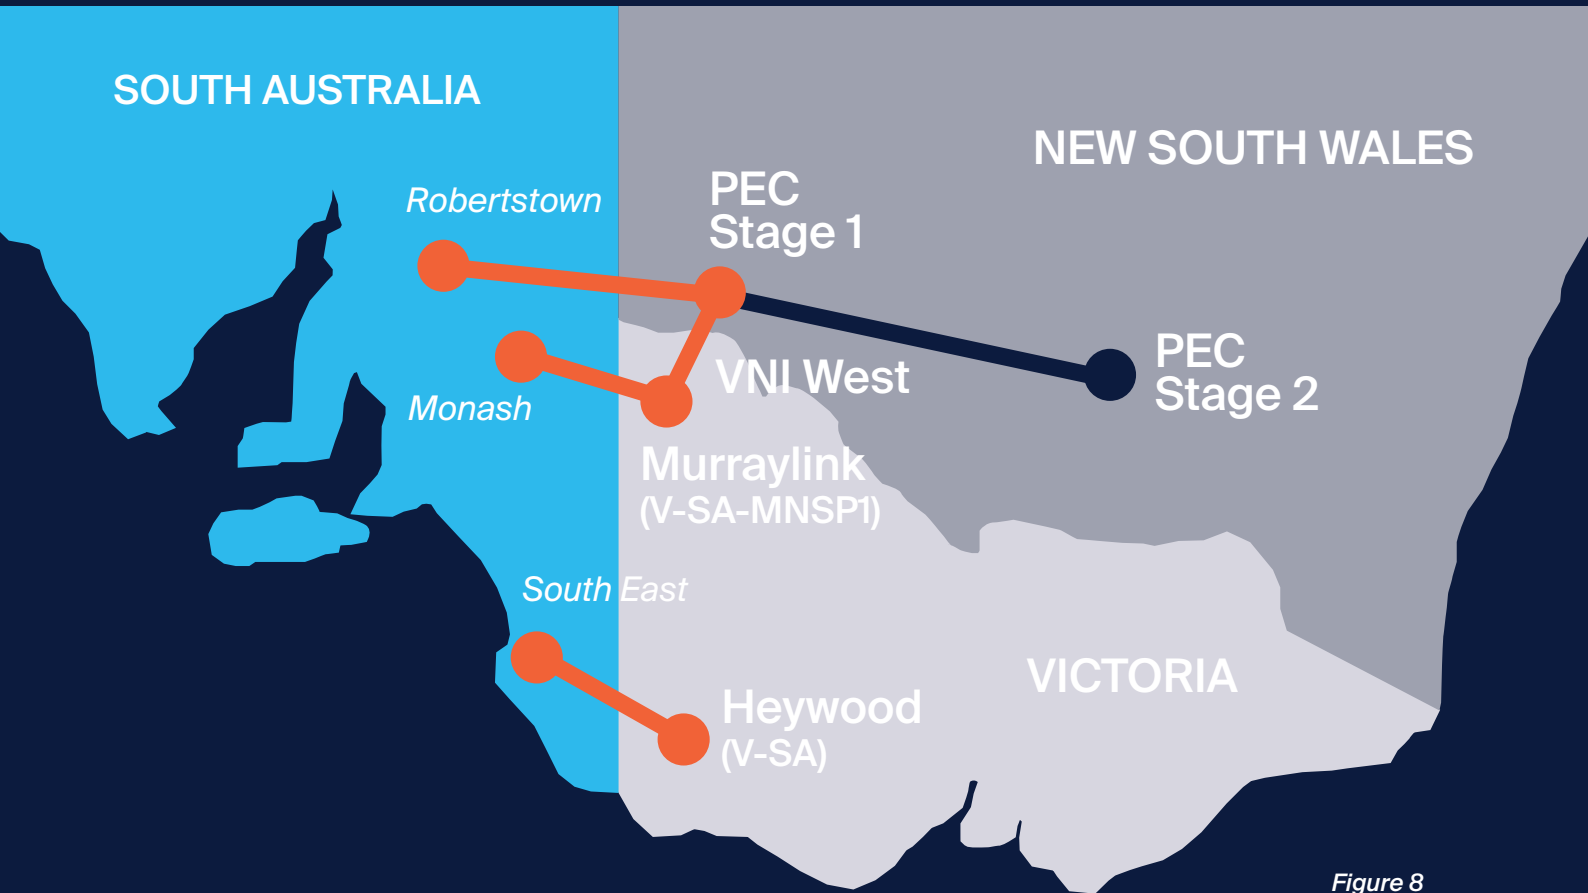 SOUTH AUSTRALIA
NEW SOUTH WALES
Robertstown
PEC
Stage 1
PEC
Stage 2
VNI West
Monash
Murraylink
(V-SA-MNSP1)
South East
VICTORIA
Heywood
(V-SA)
Figure 8